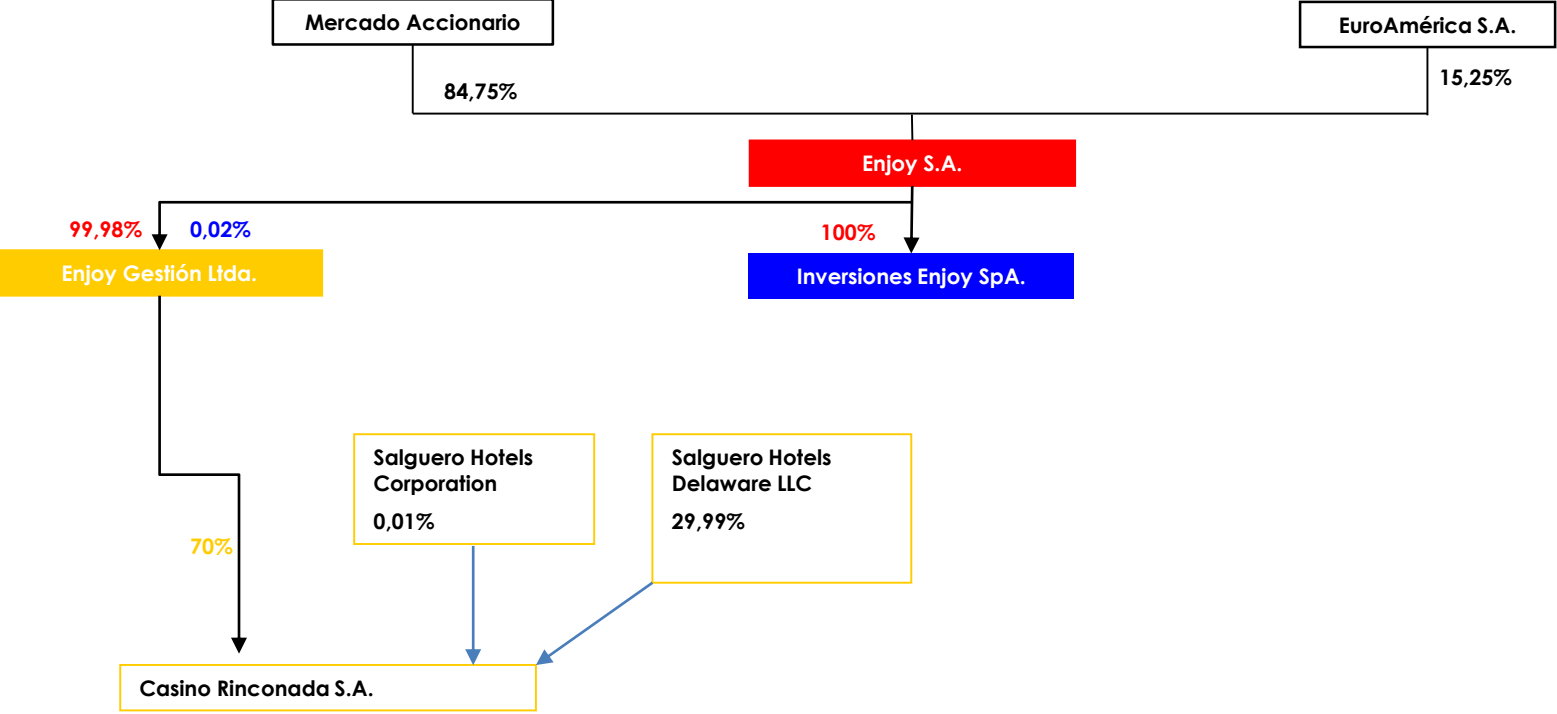 Mercado Accionario
EuroAmérica S.A.
84,75%
15,25%
Enjoy S.A.
99,98%
0,02%
100%
Enjoy Gestión Ltda.
Inversiones Enjoy SpA.
Salguero Hotels
Corporation
0,01%
Salguero Hotels
Delaware LLC
29,99%
70%
Casino Rinconada S.A.